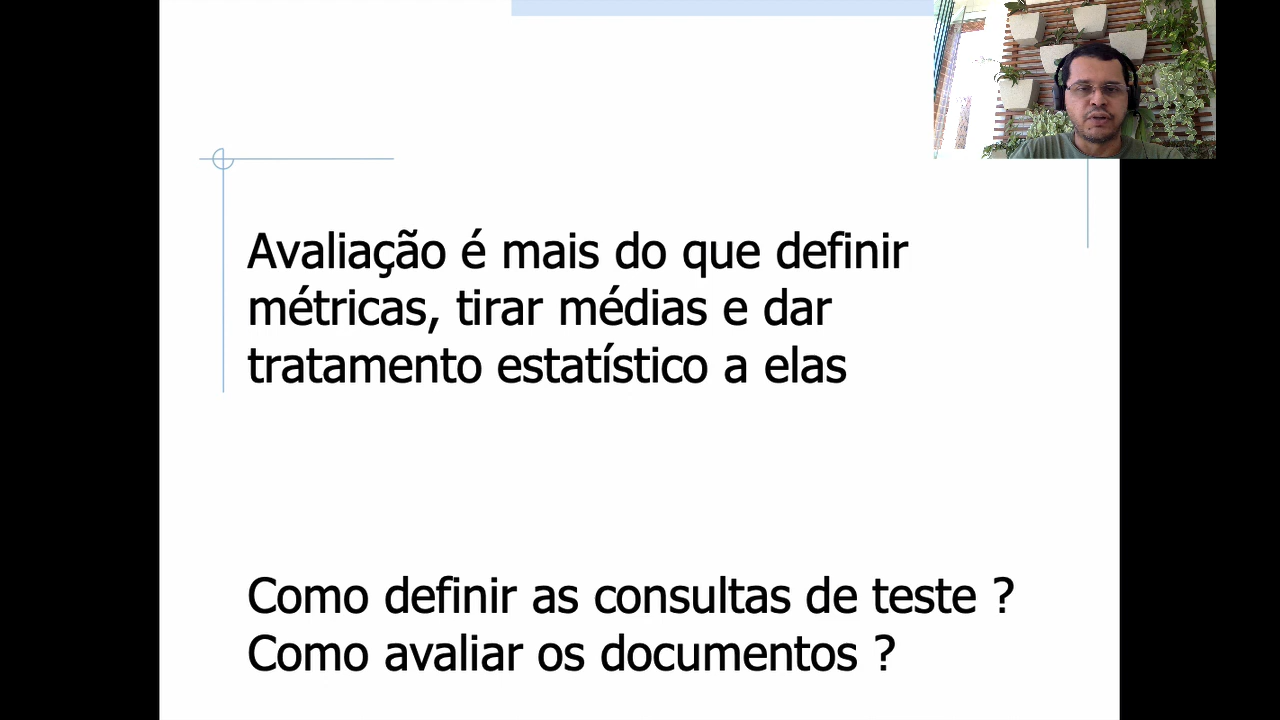 Avaliação é mais do que definir
métricas, tirar médias e dar
tratamento estatístico a elas
Como definir as consultas de teste ?
Como avaliar os documentos ?